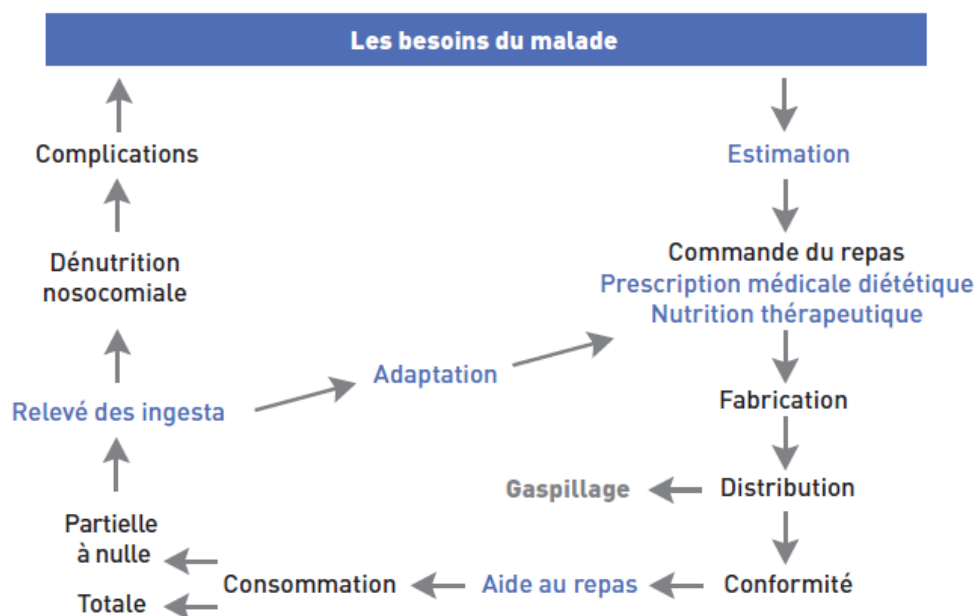 Les besoins du malade
Complications
Estimation
Dénutrition
nosocomiale
Commande du repas
Prescription médicale diététique
Nutrition thérapeutique
Adaptation
Relevé des ingesta
Fabrication
Gaspillage
Distribution
Partielle
à nulle
Totale
Consommation
Aide au repas
Conformité